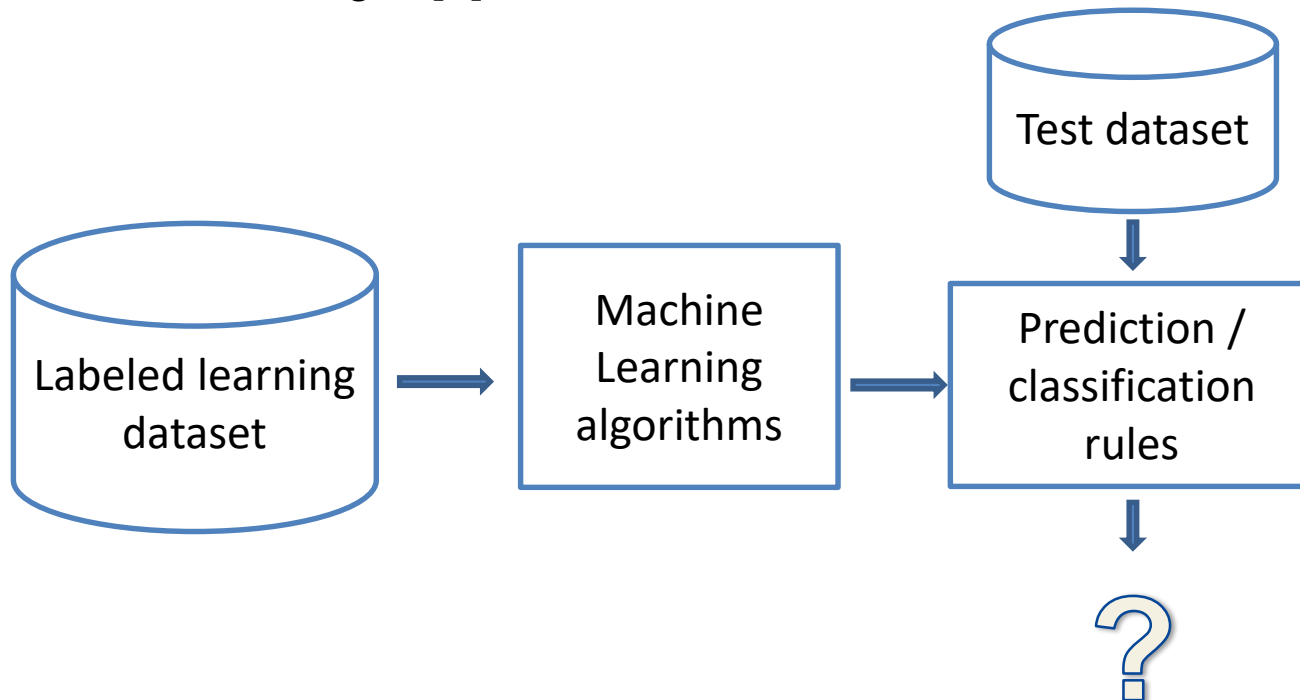 Test dataset
Labeled learning
dataset
Machine
Learning
algorithms
Prediction /
classification
rules
?